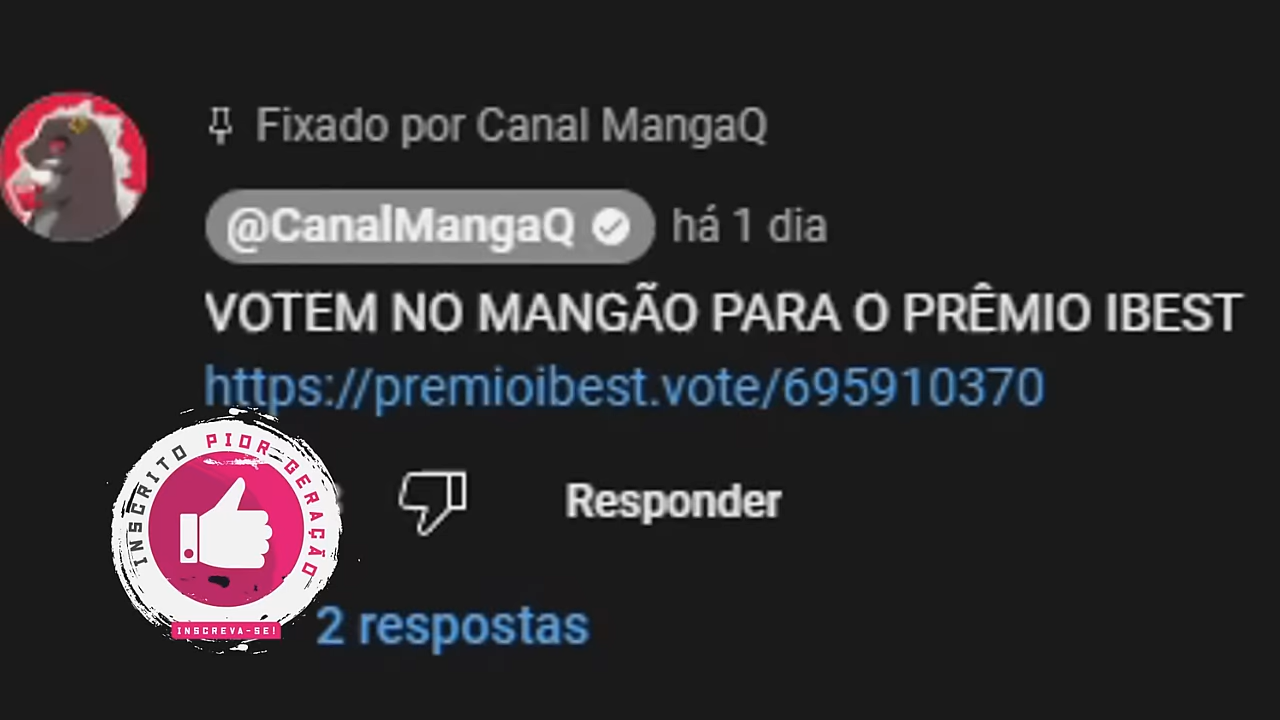 Fixado por Canal MangaQ
@CanalMangaQ há 1 dia
VOTEM NO MANGÃO PARA O PRÊMIO IBEST
https://premioibest.vote/695910370
INSCRITO PIOR GERAÇÃO
Responder
INSCREVA-SE!
2 respostas